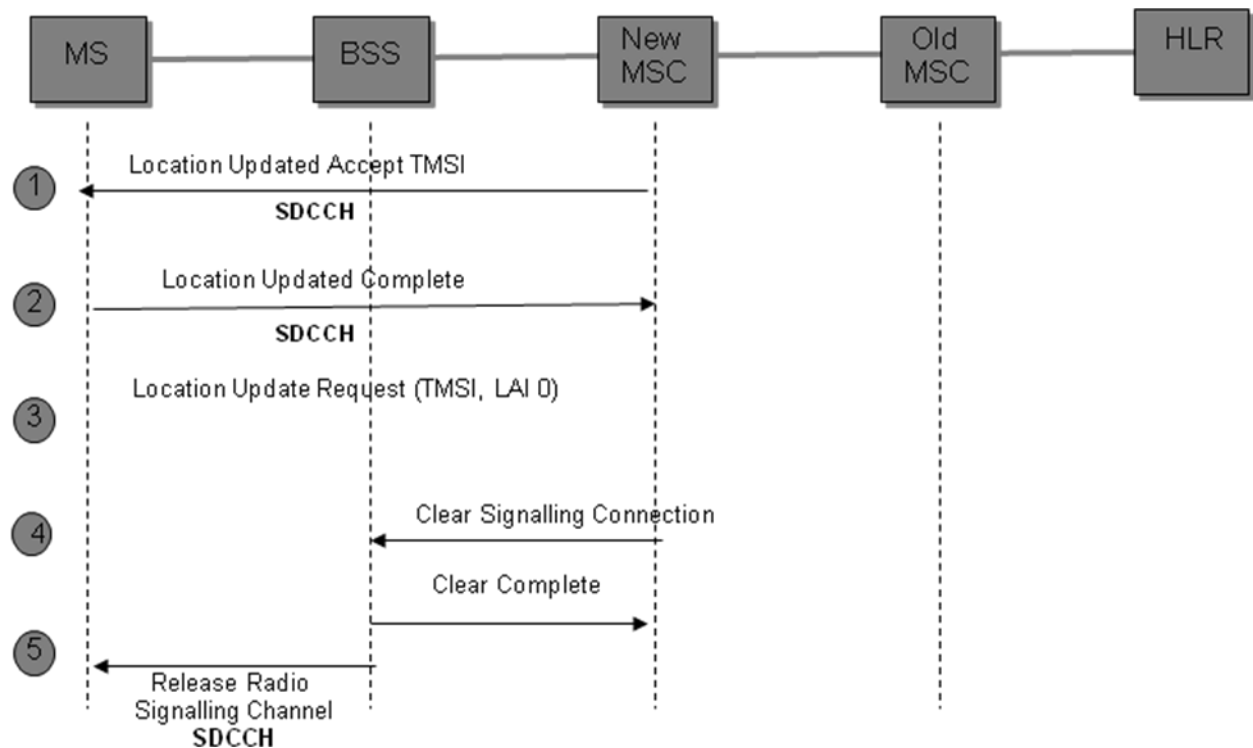 MS
BSS
New
MSC
Old
MSC
HLR
1
Location Updated Accept TMSI
SDCCH
2
Location Updated Complete
SDCCH
3
Location Update Request (TMSI, LAI 0)
4
Clear Signalling Connection
Clear Complete
5
Release Radio
Signalling Channel
SDCCH